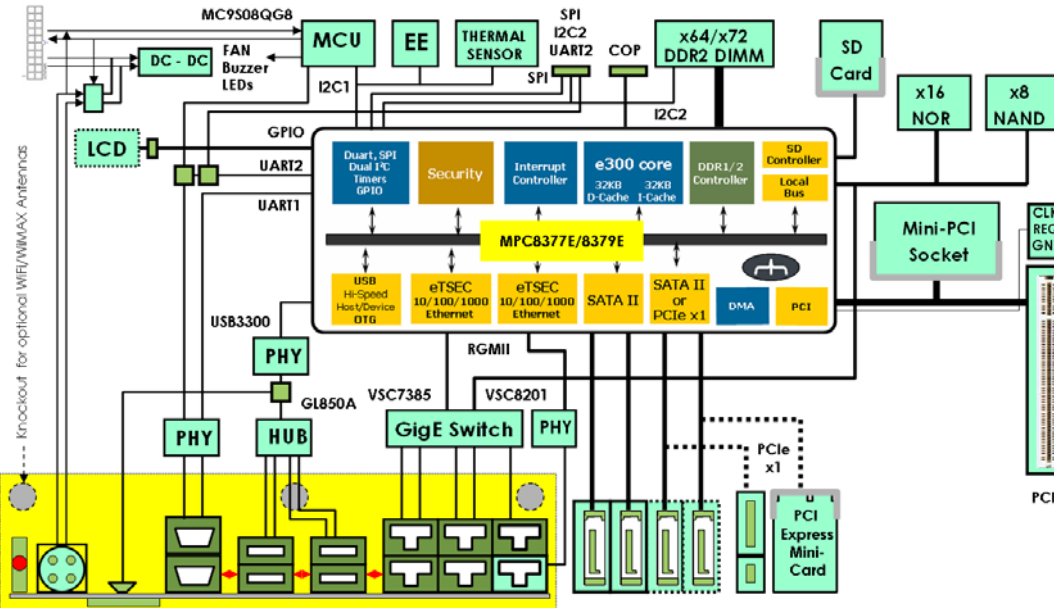 MC9S08QG8
MCU
EE
THERMAL
SENSOR
SPI
I2C2
UART2
COP
x64/x72
DDR2 DIMM
SD
Card
DC - DC
FAN
Buzzer
LEDs
SPI
I2C1
I2C2
x16
NOR
x8
NAND
GPIO
LCD
UART2
UART1
Duart, SPI
Dual I²C
Timers
GPIO
Security
Interrupt
Controller
e300 core
32KB
D-Cache
32KB
I-Cache
DDR1/2
Controller
SD
Controller
Local
Bus
MPC8377E/8379E
USB
Hi-Speed
Host/Device
OTG
eTSEC
10/100/1000
Ethernet
eTSEC
10/100/1000
Ethernet
SATA II
SATA II
or
PCIe x1
DMA
PCI
Mini-PCI
Socket
CLK
REQ
GN
Knockout for optional WiFi/WiMAX Antennas
USB3300
PHY
RGMII
GL850A
VSC7385
VSC8201
PHY
HUB
GigE Switch
PHY
PCIe
x1
PCI
Express
Mini-
Card
PCI